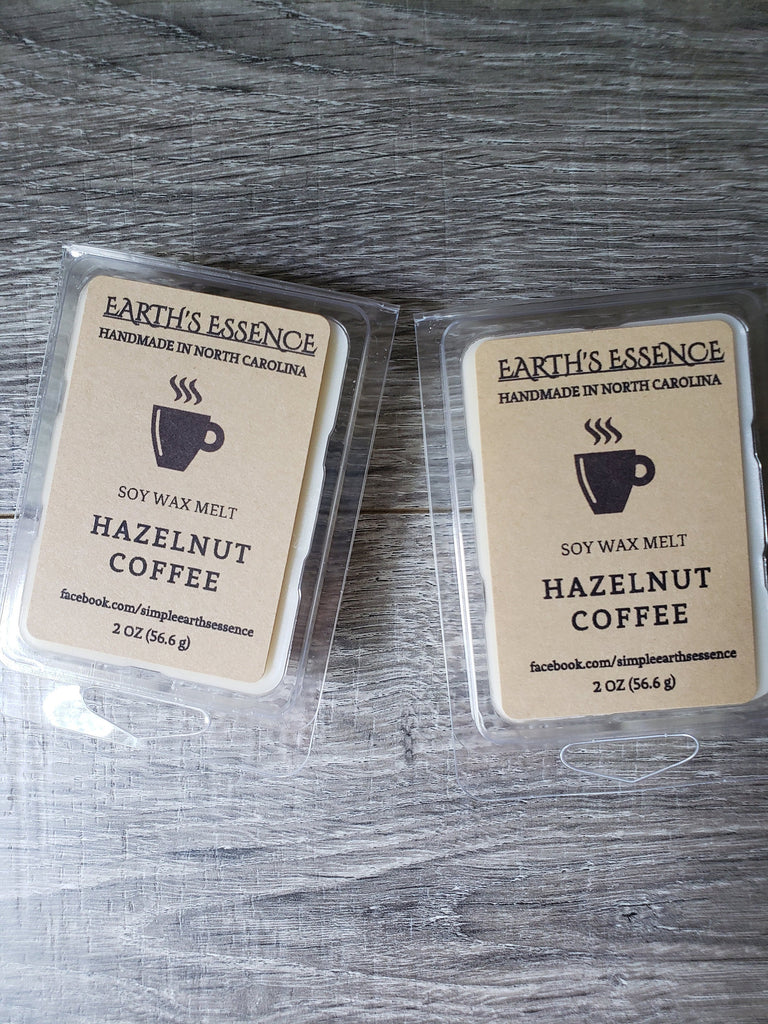 EARTH'S ESSENCE
HANDMADE IN NORTH CAROLINA
SOY WAX MELT
HAZELNUT
COFFEE
facebook.com/simpleearthsessence
2 OZ (56.6 g)
EARTH'S ESSENCE
HANDMADE IN NORTH CAROLINA
SOY WAX MELT
HAZELNUT
COFFEE
facebook.com/simpleearthsessence
2 OZ (56.6 g)